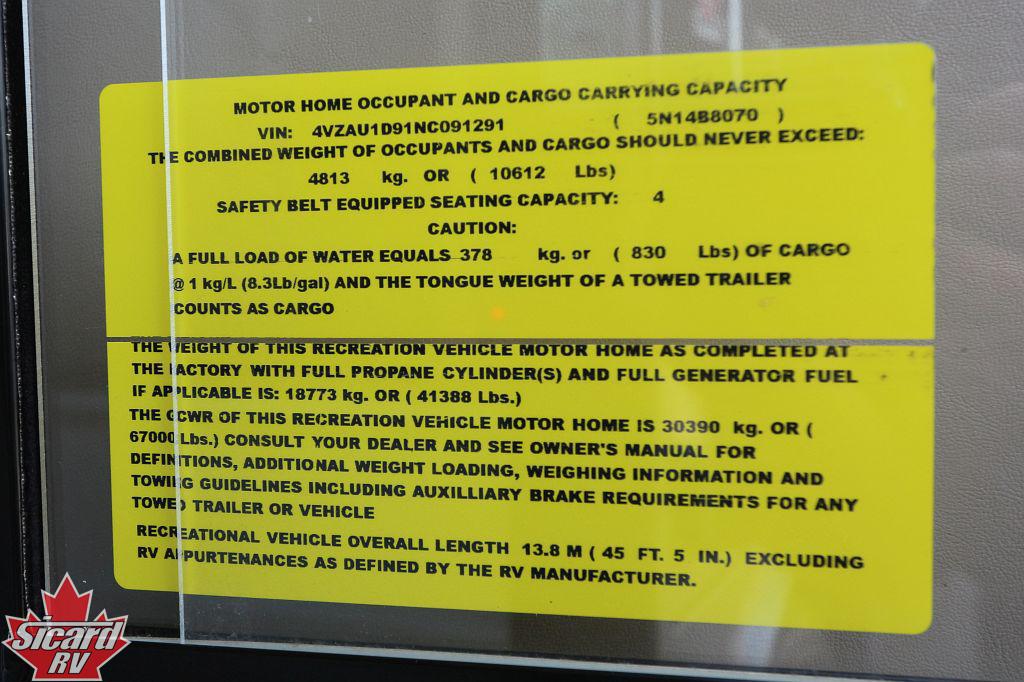 MOTOR HOME OCCUPANT AND CARGO CARRYING CAPACITY
VIN: 4VZAU1D91NC091291 ( 5N14B8070 )
THE COMBINED WEIGHT OF OCCUPANTS AND CARGO SHOULD NEVER EXCEED:
4813 kg. OR ( 10612 Lbs)
SAFETY BELT EQUIPPED SEATING CAPACITY: 4
CAUTION:
A FULL LOAD OF WATER EQUALS 378 kg. or ( 830 Lbs) OF CARGO
@ 1 kg/L (8.3Lb/gal) AND THE TONGUE WEIGHT OF A TOWED TRAILER
COUNTS AS CARGO
THE WEIGHT OF THIS RECREATION VEHICLE MOTOR HOME AS COMPLETED AT
THE FACTORY WITH FULL PROPANE CYLINDER(S) AND FULL GENERATOR FUEL
IF APPLICABLE IS: 18773 kg. OR ( 41388 Lbs.)
THE GCWR OF THIS RECREATION VEHICLE MOTOR HOME IS 30390 kg. OR (
67000 Lbs.) CONSULT YOUR DEALER AND SEE OWNER'S MANUAL FOR
DEFINITIONS, ADDITIONAL WEIGHT LOADING, WEIGHING INFORMATION AND
TOWING GUIDELINES INCLUDING AUXILLIARY BRAKE REQUIREMENTS FOR ANY
TOWED TRAILER OR VEHICLE
RECREATIONAL VEHICLE OVERALL LENGTH 13.8 M ( 45 FT. 5 IN.) EXCLUDING
RV APPURTENANCES AS DEFINED BY THE RV MANUFACTURER.
Sicard
RV